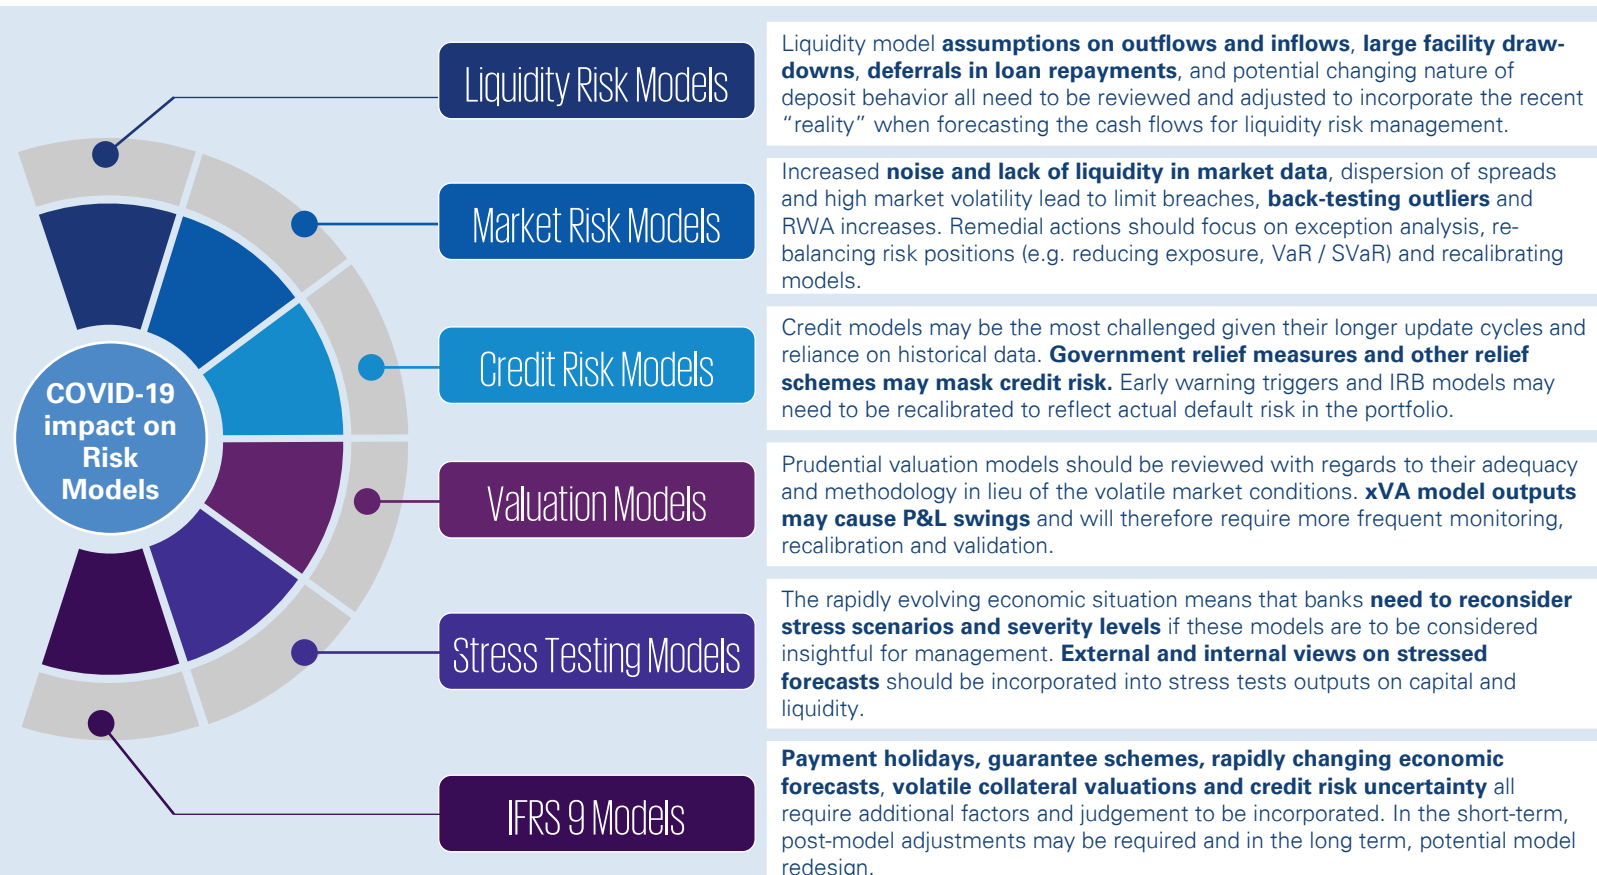 COVID-19
impact on
Risk
Models
Liquidity Risk Models
Liquidity model assumptions on outflows and inflows, large facility draw-
downs, deferrals in loan repayments, and potential changing nature of
deposit behavior all need to be reviewed and adjusted to incorporate the recent
“reality” when forecasting the cash flows for liquidity risk management.
Market Risk Models
Increased noise and lack of liquidity in market data, dispersion of spreads
and high market volatility lead to limit breaches, back-testing outliers and
RWA increases. Remedial actions should focus on exception analysis, re-
balancing risk positions (e.g. reducing exposure, VaR / SVaR) and recalibrating
models.
Credit Risk Models
Credit models may be the most challenged given their longer update cycles and
reliance on historical data. Government relief measures and other relief
schemes may mask credit risk. Early warning triggers and IRB models may
need to be recalibrated to reflect actual default risk in the portfolio.
Valuation Models
Prudential valuation models should be reviewed with regards to their adequacy
and methodology in lieu of the volatile market conditions. xVA model outputs
may cause P&L swings and will therefore require more frequent monitoring,
recalibration and validation.
Stress Testing Models
The rapidly evolving economic situation means that banks need to reconsider
stress scenarios and severity levels if these models are to be considered
insightful for management. External and internal views on stressed
forecasts should be incorporated into stress tests outputs on capital and
liquidity.
IFRS 9 Models
Payment holidays, guarantee schemes, rapidly changing economic
forecasts, volatile collateral valuations and credit risk uncertainty all
require additional factors and judgement to be incorporated. In the short-term,
post-model adjustments may be required and in the long term, potential model
redesign.